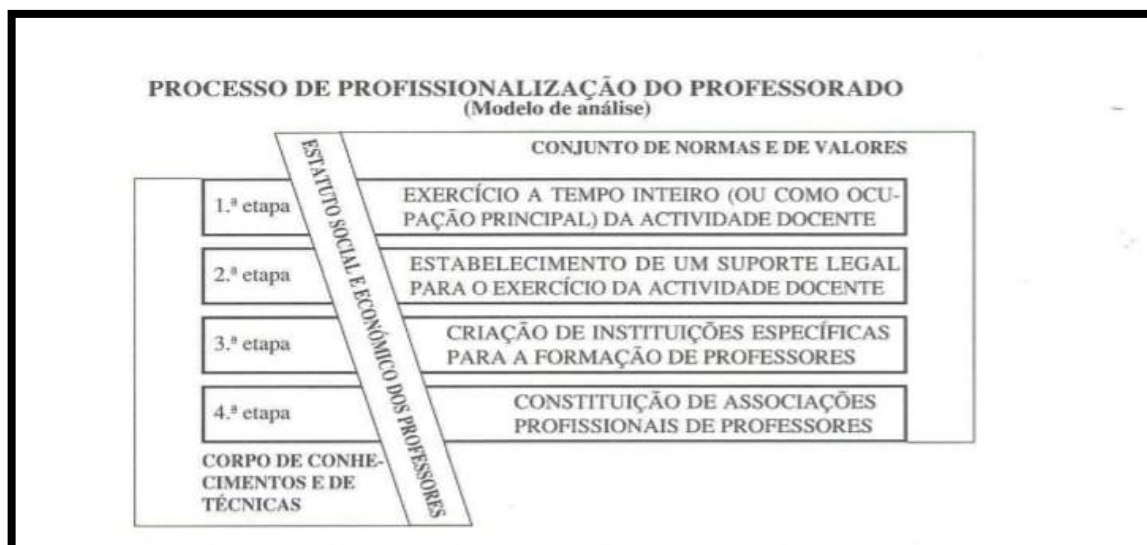 PROCESSO DE PROFISSIONALIZAÇÃO DO PROFESSORADO
(Modelo de análise)
CONJUNTO DE NORMAS E DE VALORES
ESTATUTO SOCIAL E ECONÓMICO DOS PROFESSORES
1.ª etapa
EXERCÍCIO A TEMPO INTEIRO (OU COMO OCU-
PAÇÃO PRINCIPAL) DA ACTIVIDADE DOCENTE
2.ª etapa
ESTABELECIMENTO DE UM SUPORTE LEGAL
PARA O EXERCÍCIO DA ACTIVIDADE DOCENTE
3.ª etapa
CRIAÇÃO DE INSTITUIÇÕES ESPECÍFICAS
PARA A FORMAÇÃO DE PROFESSORES
4.ª etapa
CONSTITUIÇÃO DE ASSOCIAÇÕES
PROFISSIONAIS DE PROFESSORES
CORPO DE CONHE-
CIMENTOS E DE
TÉCNICAS